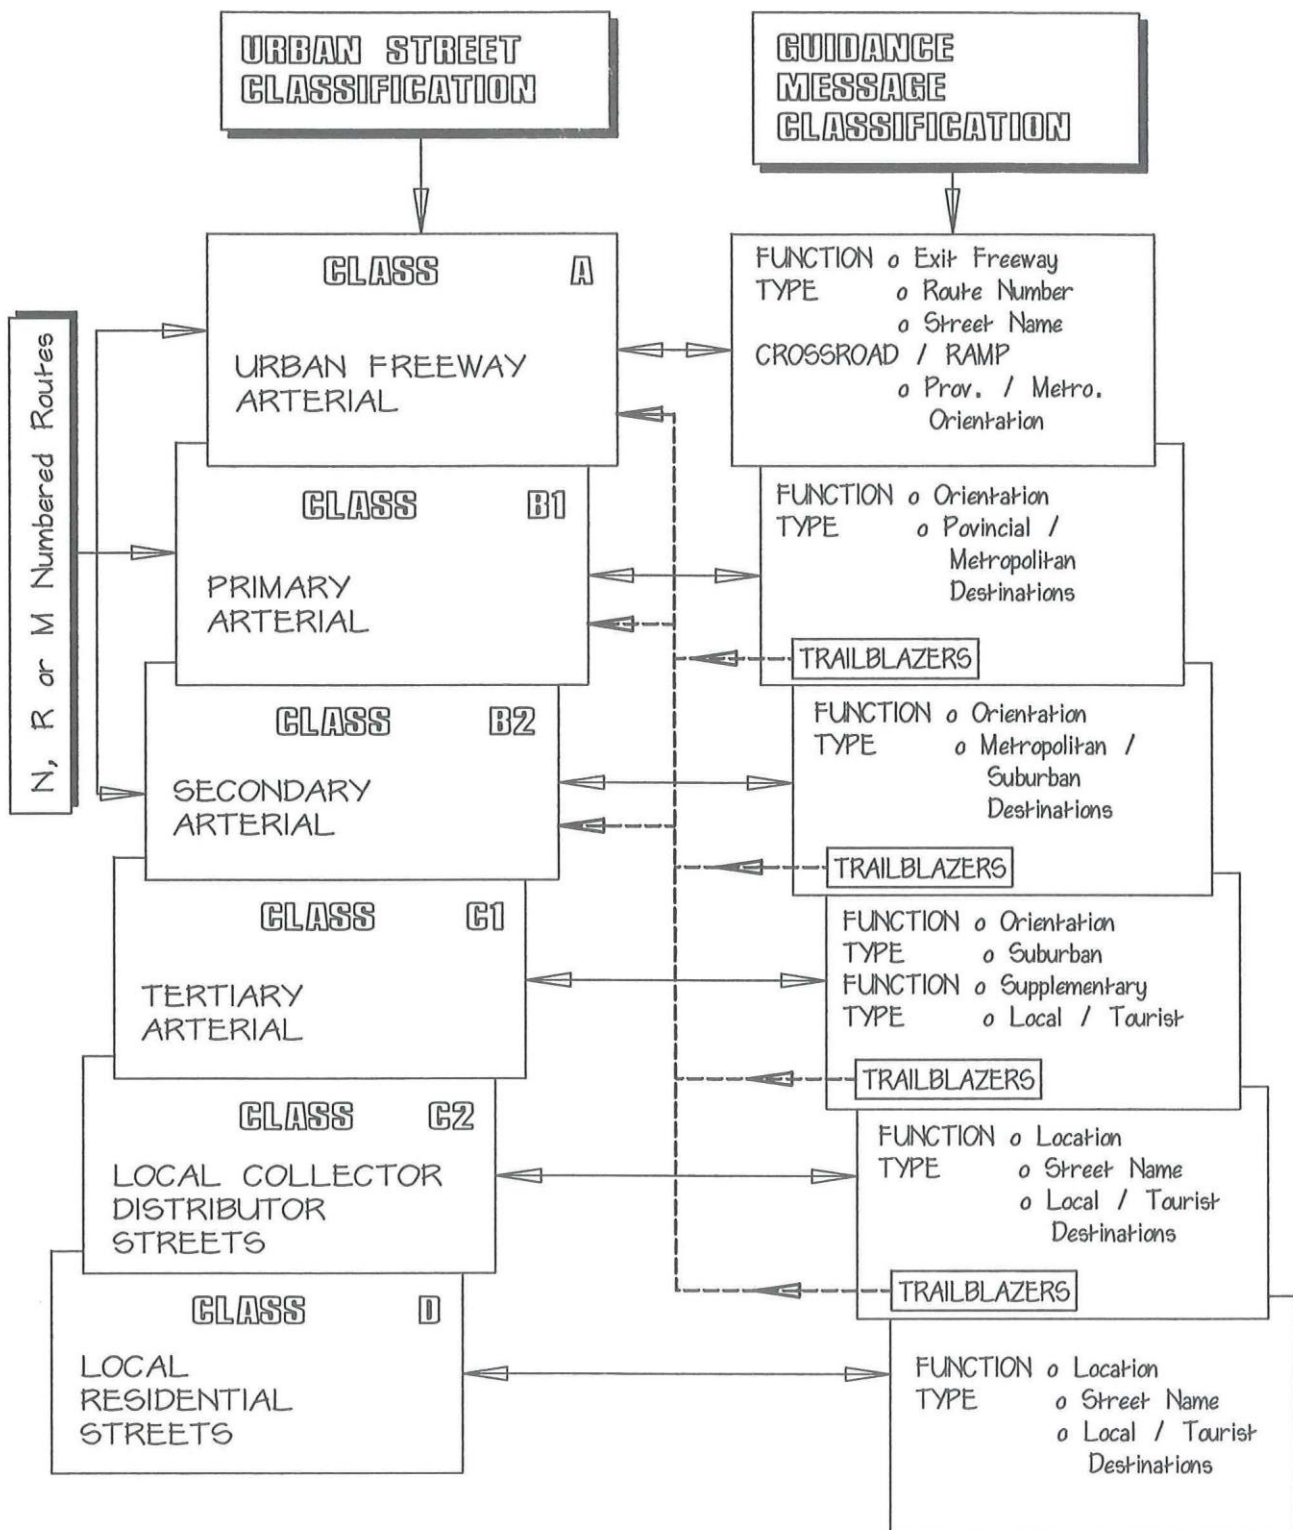 URBAN STREET
CLASSIFICATION
GUIDANCE
MESSAGE
CLASSIFICATION
N, R or M Numbered Routes
CLASS A
URBAN FREEWAY
ARTERIAL
CLASS B1
PRIMARY
ARTERIAL
CLASS B2
SECONDARY
ARTERIAL
CLASS C1
TERTIARY
ARTERIAL
CLASS C2
LOCAL COLLECTOR
DISTRIBUTOR
STREETS
CLASS D
LOCAL
RESIDENTIAL
STREETS
FUNCTION o Exit Freeway
TYPE o Route Number
o Street Name
CROSSROAD / RAMP
o Prov. / Metro.
Orientation
FUNCTION o Orientation
TYPE o Povincial /
Metropolitan
Destinations
TRAILBLAZERS
FUNCTION o Orientation
TYPE o Metropolitan /
Suburban
Destinations
TRAILBLAZERS
FUNCTION o Orientation
TYPE o Suburban
FUNCTION o Supplementary
TYPE o Local / Tourist
TRAILBLAZERS
FUNCTION o Location
TYPE o Street Name
o Local / Tourist
Destinations
TRAILBLAZERS
FUNCTION o Location
TYPE o Street Name
o Local / Tourist
Destinations